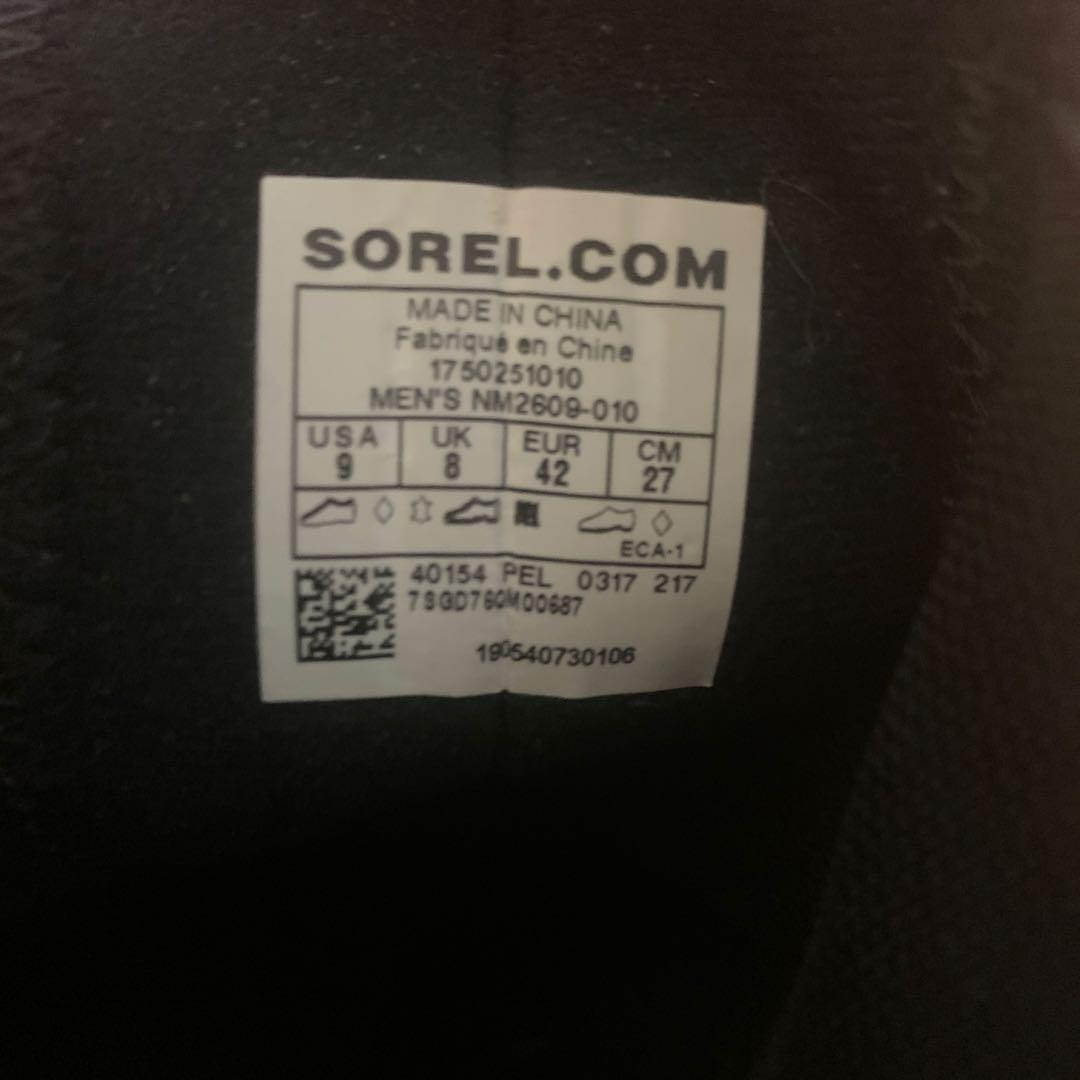 SOREL.COM
MADE IN CHINA
Fabriqué en Chine
1750251010
MEN'S NM2609-010
USA UK EUR CM
9 8 42 27
ECA-1
40154 PEL 0317 217
7SGD76QM00687
190540730106